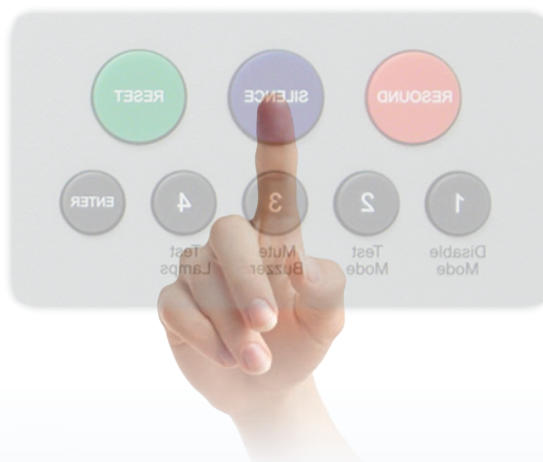 RESOUND SILENCE RESET
1 2 3 4 ENTER
Disable Test Mute Test
Mode Mode Buzzer Lamps